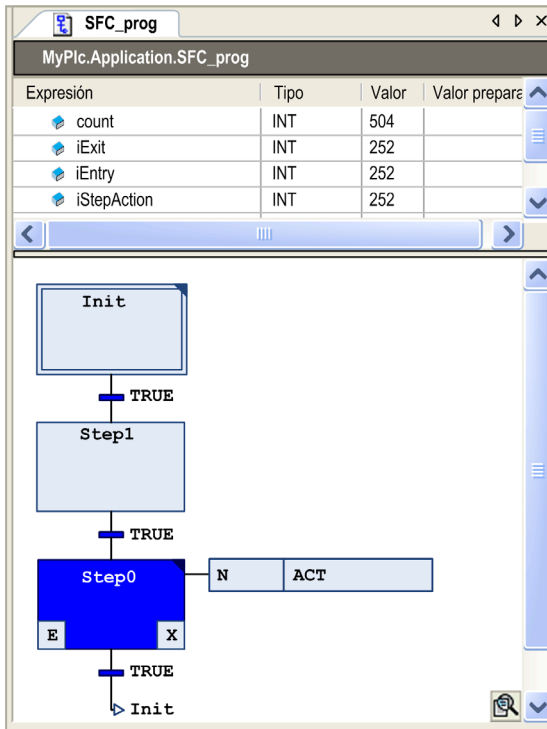 SFC_prog
MyPlc.Application.SFC_prog
Expresión Tipo Valor Valor prepara
count INT 504
iExit INT 252
iEntry INT 252
iStepAction INT 252
Init
TRUE
Step1
TRUE
Step0 N ACT
E X
TRUE
Init